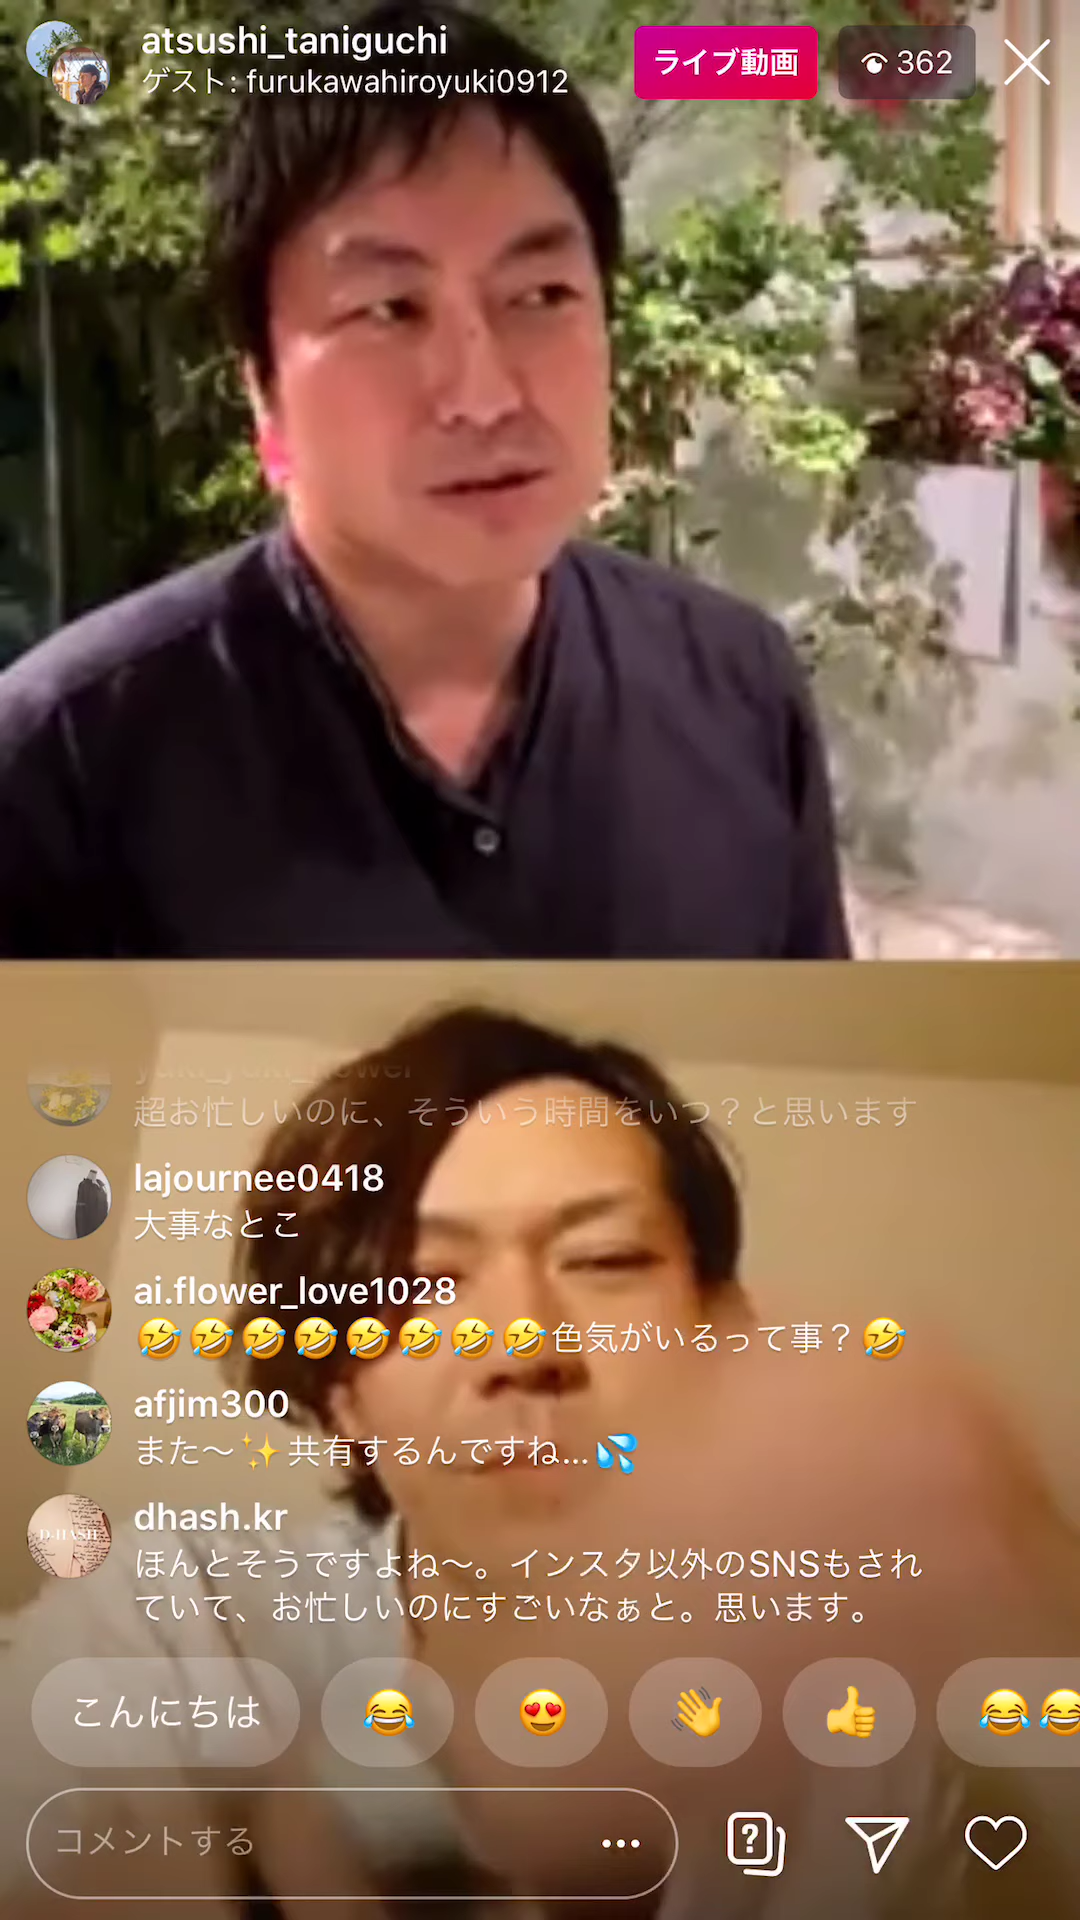 atsushi_taniguchi
ゲスト: furukawahiroyuki0912
ライブ動画
362
超お忙しいのに、そういう時間をいつ？と思います
lajournee0418
大事なとこ
ai.flower_love1028
🤣🤣🤣🤣🤣🤣🤣🤣色気がいるって事？🤣
afjim300
また〜✨共有するんですね...💦
dhash.kr
ほんとそうですよね〜。インスタ以外のSNSもされ
ていて、お忙しいのにすごいなぁと。思います。
D-HASH
こんにちは
コメントする